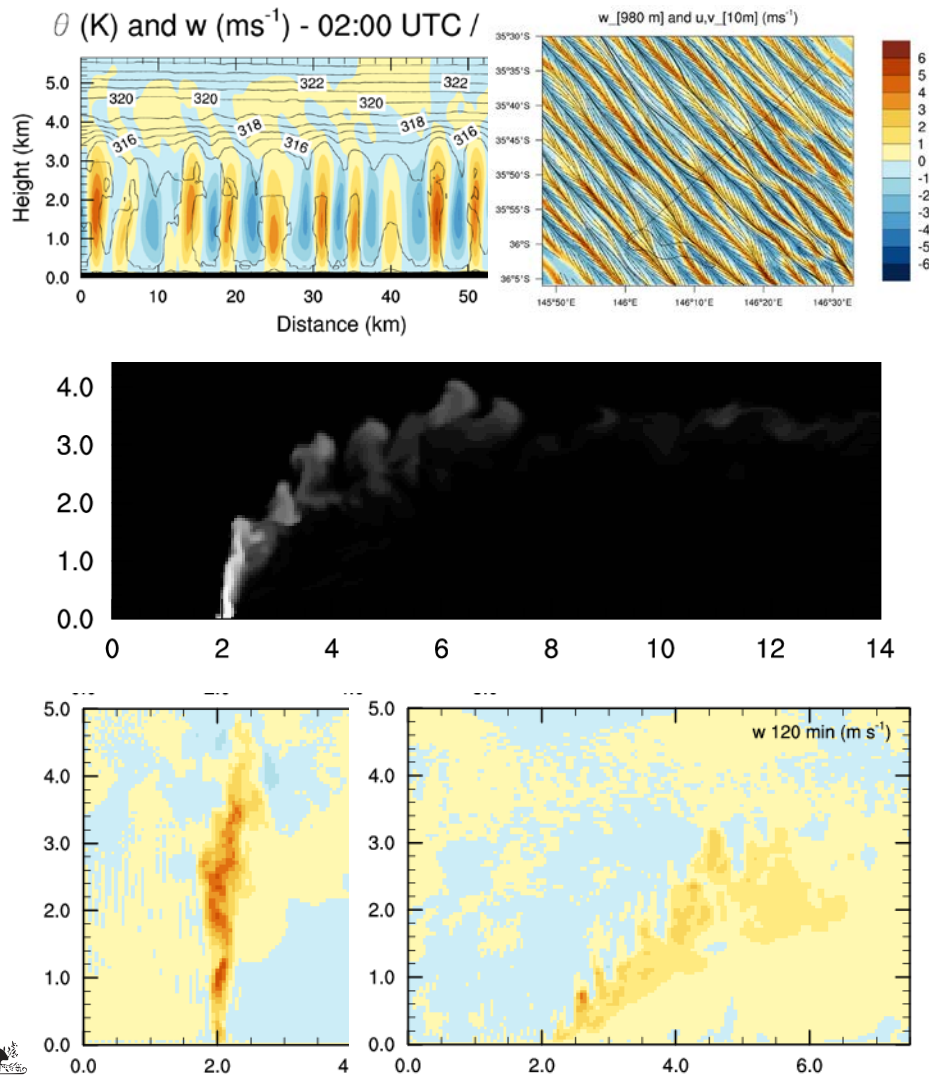 θ (K) and w (ms-1) - 02:00 UTC /
w_[980 m] and u,v_[10m] (ms-1)
5.0
4.0
3.0
2.0
1.0
0.0
Height (km)
322
322
320
320
320
318
318
316
316
316
0 10 20 30 40 50
Distance (km)
35°30'S
35°35'S
35°40'S
35°45'S
35°50'S
35°55'S
36°S
36°5'S
145°50'E 146°E 146°10'E 146°20'E 146°30'E
6
5
4
3
2
1
0
-1
-2
-3
-4
-5
-6
4.0
3.0
2.0
1.0
0.0
0 2 4 6 8 10 12 14
5.0
4.0
3.0
2.0
1.0
0.0
0.0 2.0 4
w 120 min (m s-1)
5.0
4.0
3.0
2.0
1.0
0.0
0.0 2.0 4.0 6.0